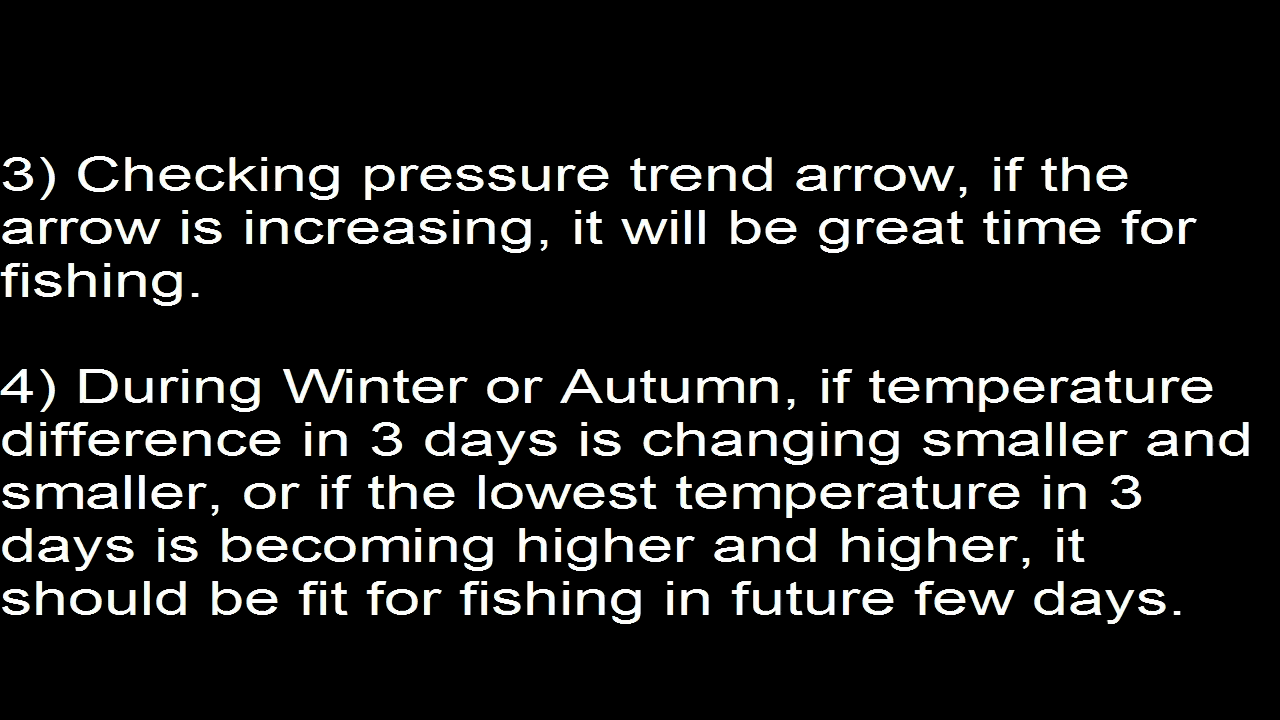 3) Checking pressure trend arrow, if the
arrow is increasing, it will be great time for
fishing.
4) During Winter or Autumn, if temperature
difference in 3 days is changing smaller and
smaller, or if the lowest temperature in 3
days is becoming higher and higher, it
should be fit for fishing in future few days.